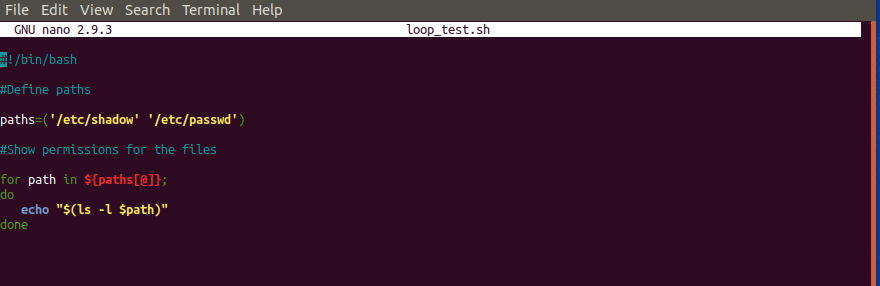 File Edit View Search Terminal Help
GNU nano 2.9.3 loop_test.sh
#!/bin/bash
#Define paths
paths=('/etc/shadow' '/etc/passwd')
#Show permissions for the files
for path in ${paths[@]};
do
   echo "$(ls -l $path)"
done